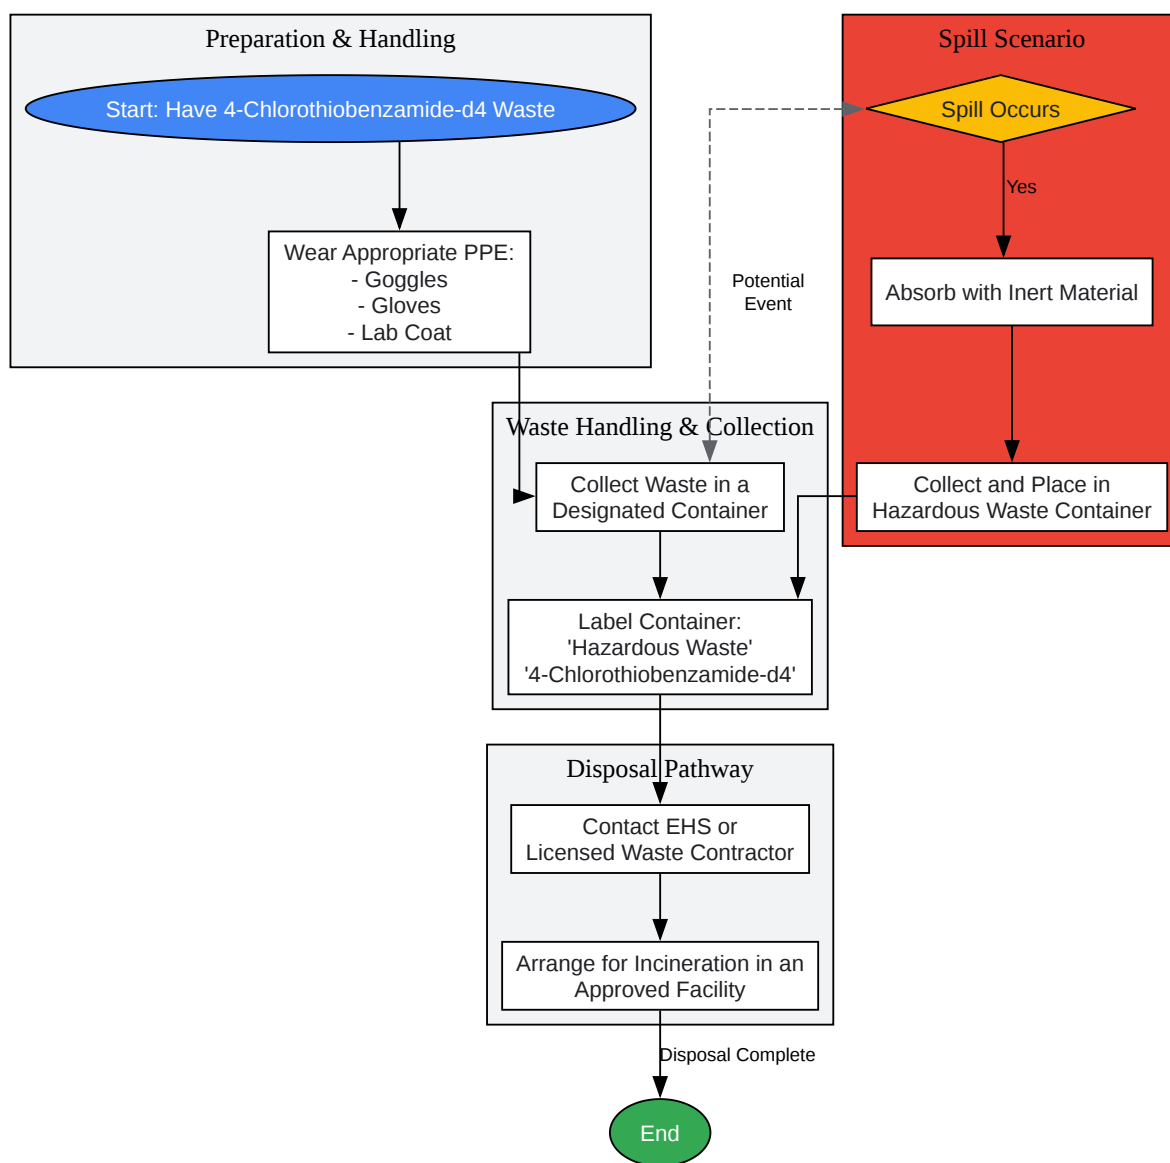 Preparation & Handling
Start: Have 4-Chlorothiobenzamide-d4 Waste
Wear Appropriate PPE:
- Goggles
- Gloves
- Lab Coat
Spill Scenario
Spill Occurs
Yes
Absorb with Inert Material
Collect and Place in
Hazardous Waste Container
Potential
Event
Waste Handling & Collection
Collect Waste in a
Designated Container
Label Container:
'Hazardous Waste'
'4-Chlorothiobenzamide-d4'
Disposal Pathway
Contact EHS or
Licensed Waste Contractor
Arrange for Incineration in an
Approved Facility
Disposal Complete
End